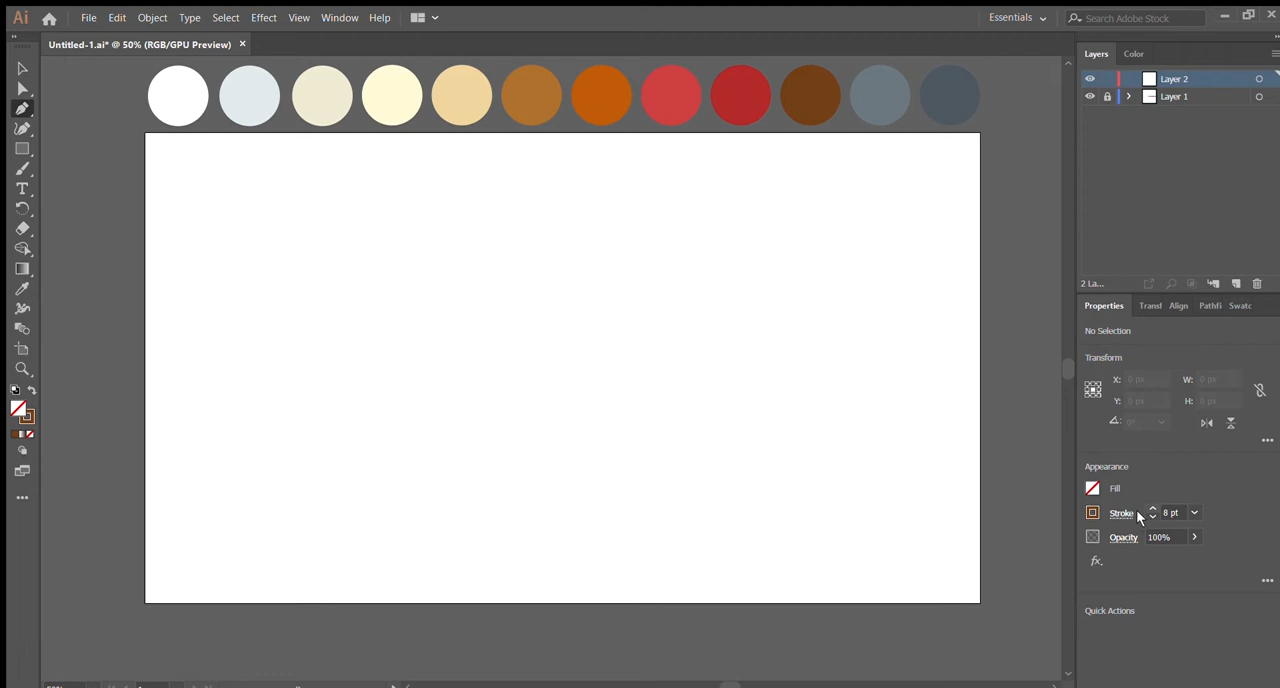 Ai File Edit Object Type Select Effect View Window Help Essentials Search Adobe Stock
Untitled-1.ai* @ 50% (RGB/GPU Preview) ×
Layers Color
Layer 2
Layer 1
2 La...
Properties Transf Align Pathfi Swatc
No Selection
Transform
X: 0 px W: 0 px
Y: 0 px H: 0 px
0°
Appearance
Fill
Stroke 8 pt
Opacity 100%
fx.
Quick Actions